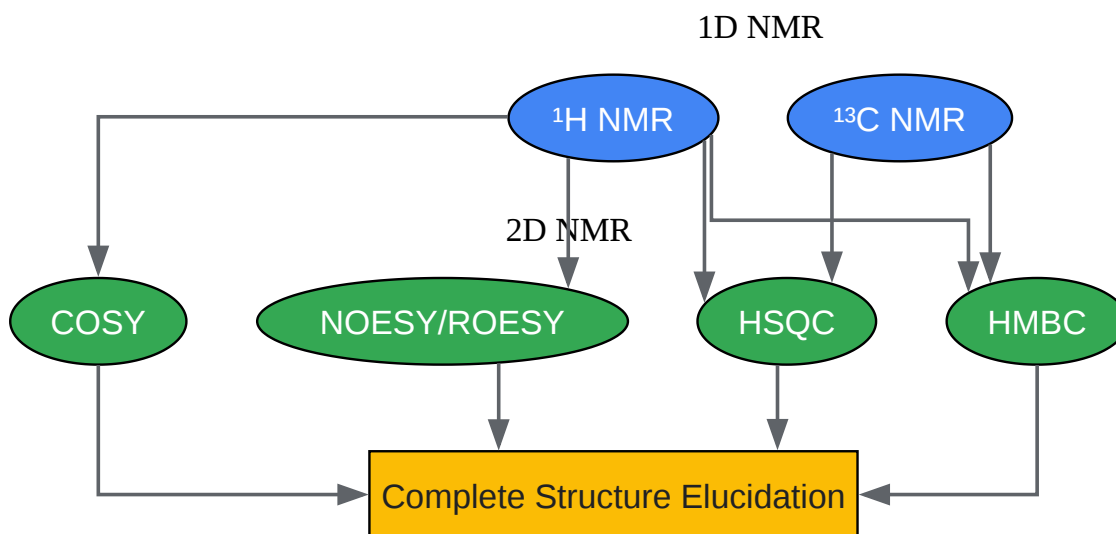 1D NMR
¹H NMR
¹³C NMR
2D NMR
COSY
NOESY/ROESY
HSQC
HMBC
Complete Structure Elucidation